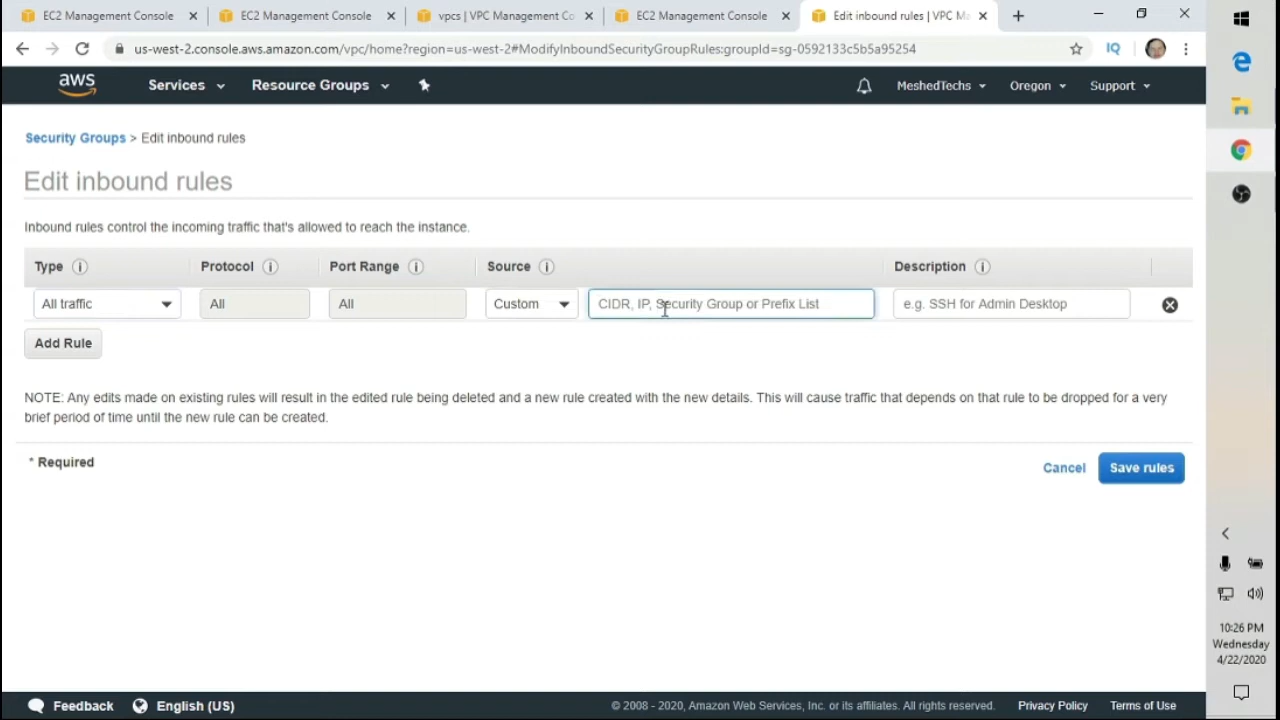 EC2 Management Console
EC2 Management Console
vpcs | VPC Management Co
EC2 Management Console
Edit inbound rules | VPC Ma
us-west-2.console.aws.amazon.com/vpc/home?region=us-west-2#ModifyInboundSecurityGroupRules:groupId=sg-0592133c5b5a95254
IQ
aws
Services
Resource Groups
MeshedTechs
Oregon
Support
Security Groups > Edit inbound rules
Edit inbound rules
Inbound rules control the incoming traffic that's allowed to reach the instance.
Type Protocol Port Range Source Description
All traffic All All Custom CIDR, IP, Security Group or Prefix List e.g. SSH for Admin Desktop
Add Rule
NOTE: Any edits made on existing rules will result in the edited rule being deleted and a new rule created with the new details. This will cause traffic that depends on that rule to be dropped for a very
brief period of time until the new rule can be created.
* Required
Cancel
Save rules
10:26 PM
Wednesday
4/22/2020
Feedback
English (US)
© 2008 - 2020, Amazon Web Services, Inc. or its affiliates. All rights reserved.
Privacy Policy
Terms of Use